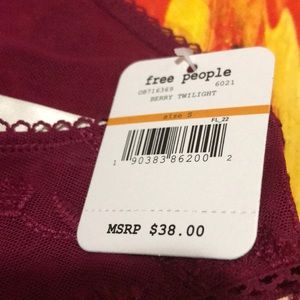 free people
OB716369 6021
BERRY TWILIGHT
size S
FL_22
1 90383 86200 2
MSRP $38.00